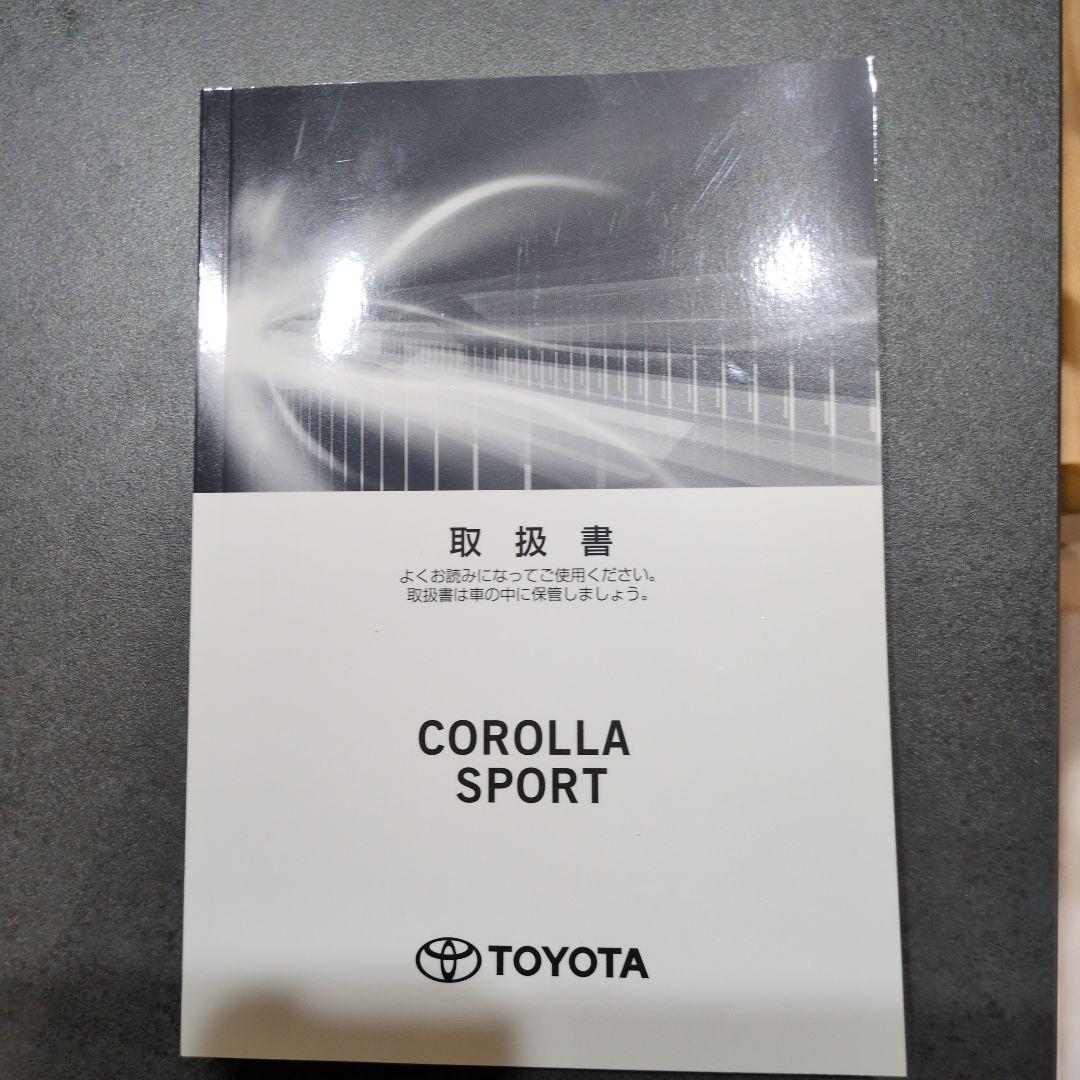 取扱書
よくお読みになってご使用ください。
取扱書は車の中に保管しましょう。
COROLLA
SPORT
TOYOTA